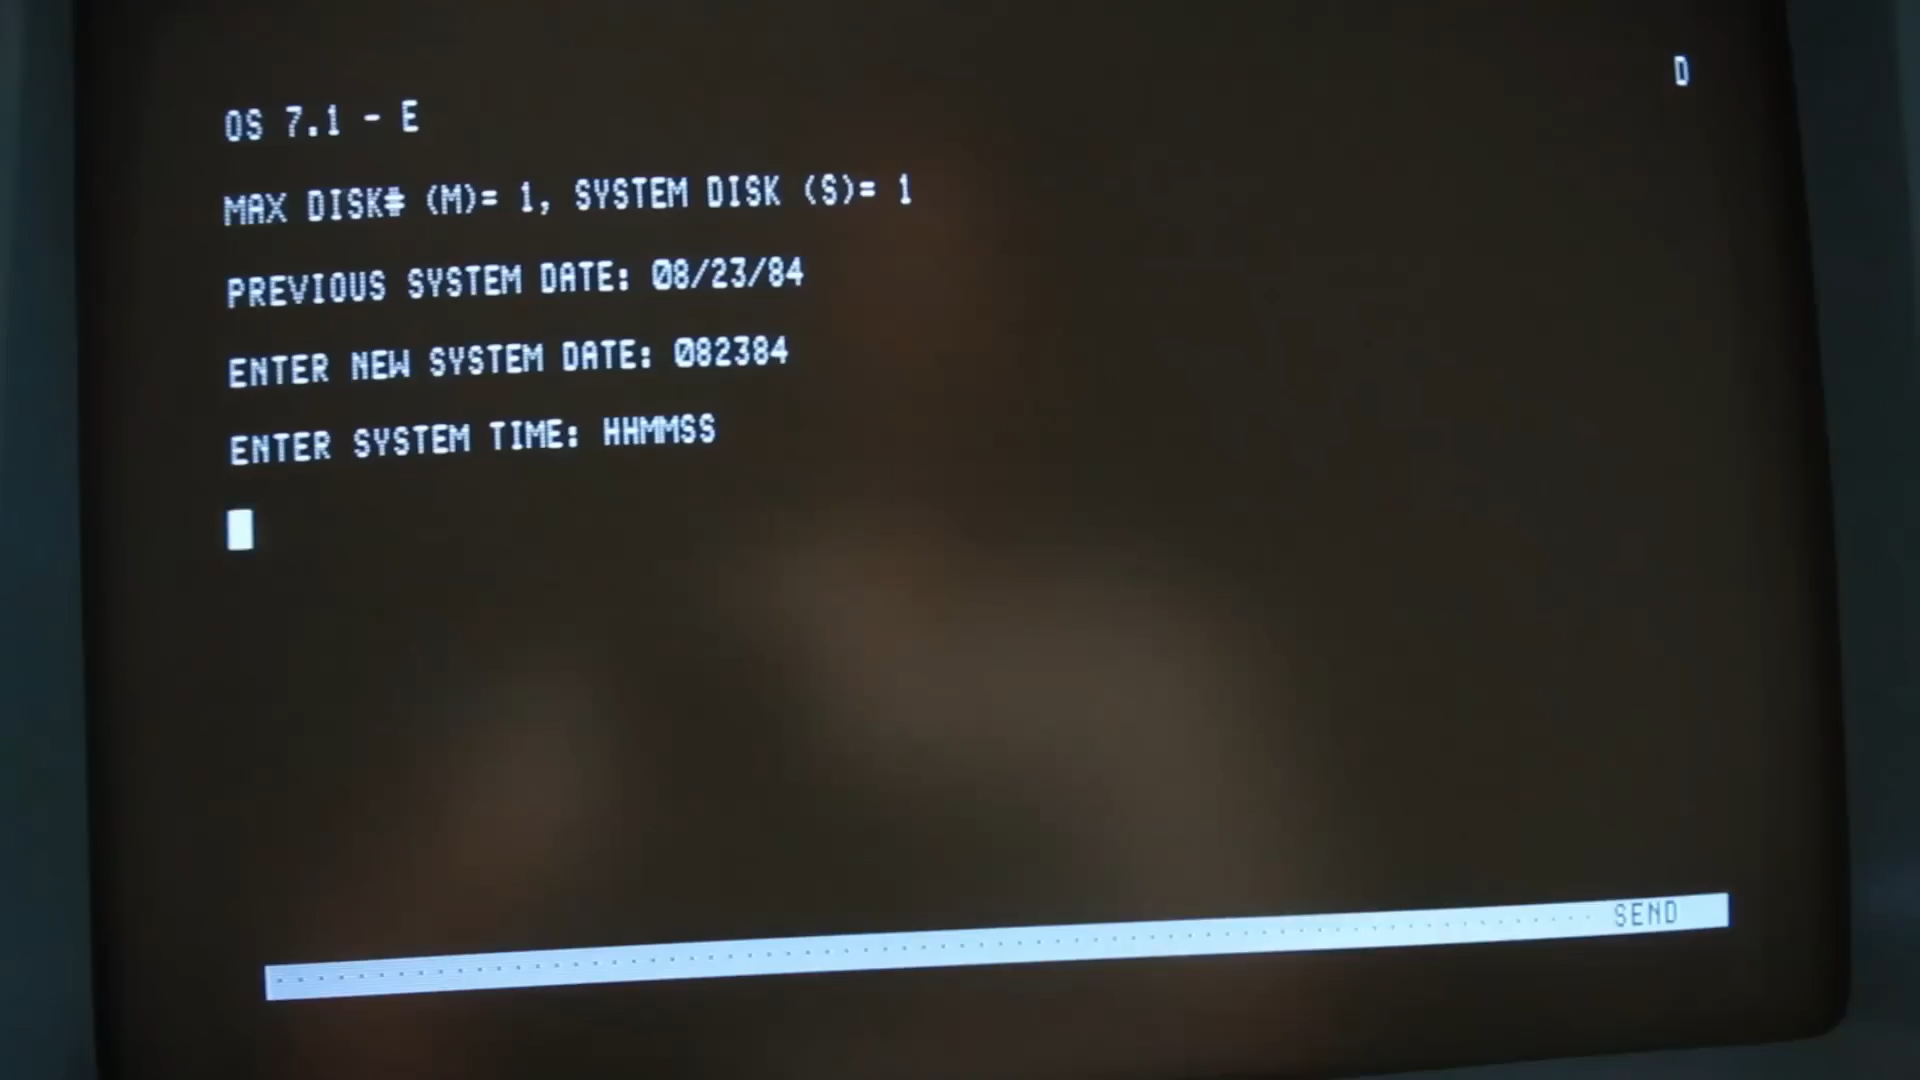 D
OS 7.1 - E
MAX DISK# (M)= 1, SYSTEM DISK (S)= 1
PREVIOUS SYSTEM DATE: 08/23/84
ENTER NEW SYSTEM DATE: 082384
ENTER SYSTEM TIME: HHMMSS
SEND